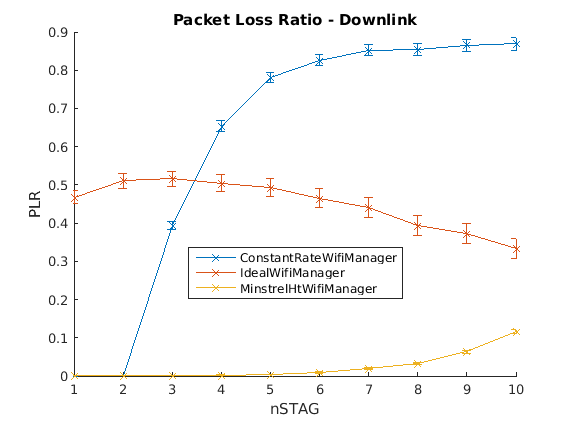 Packet Loss Ratio - Downlink
0.9
0.8
0.7
0.6
0.5
0.4
0.3
0.2
0.1
0
PLR
ConstantRateWifiManager
IdealWifiManager
MinstrelHtWifiManager
1 2 3 4 5 6 7 8 9 10
nSTAG